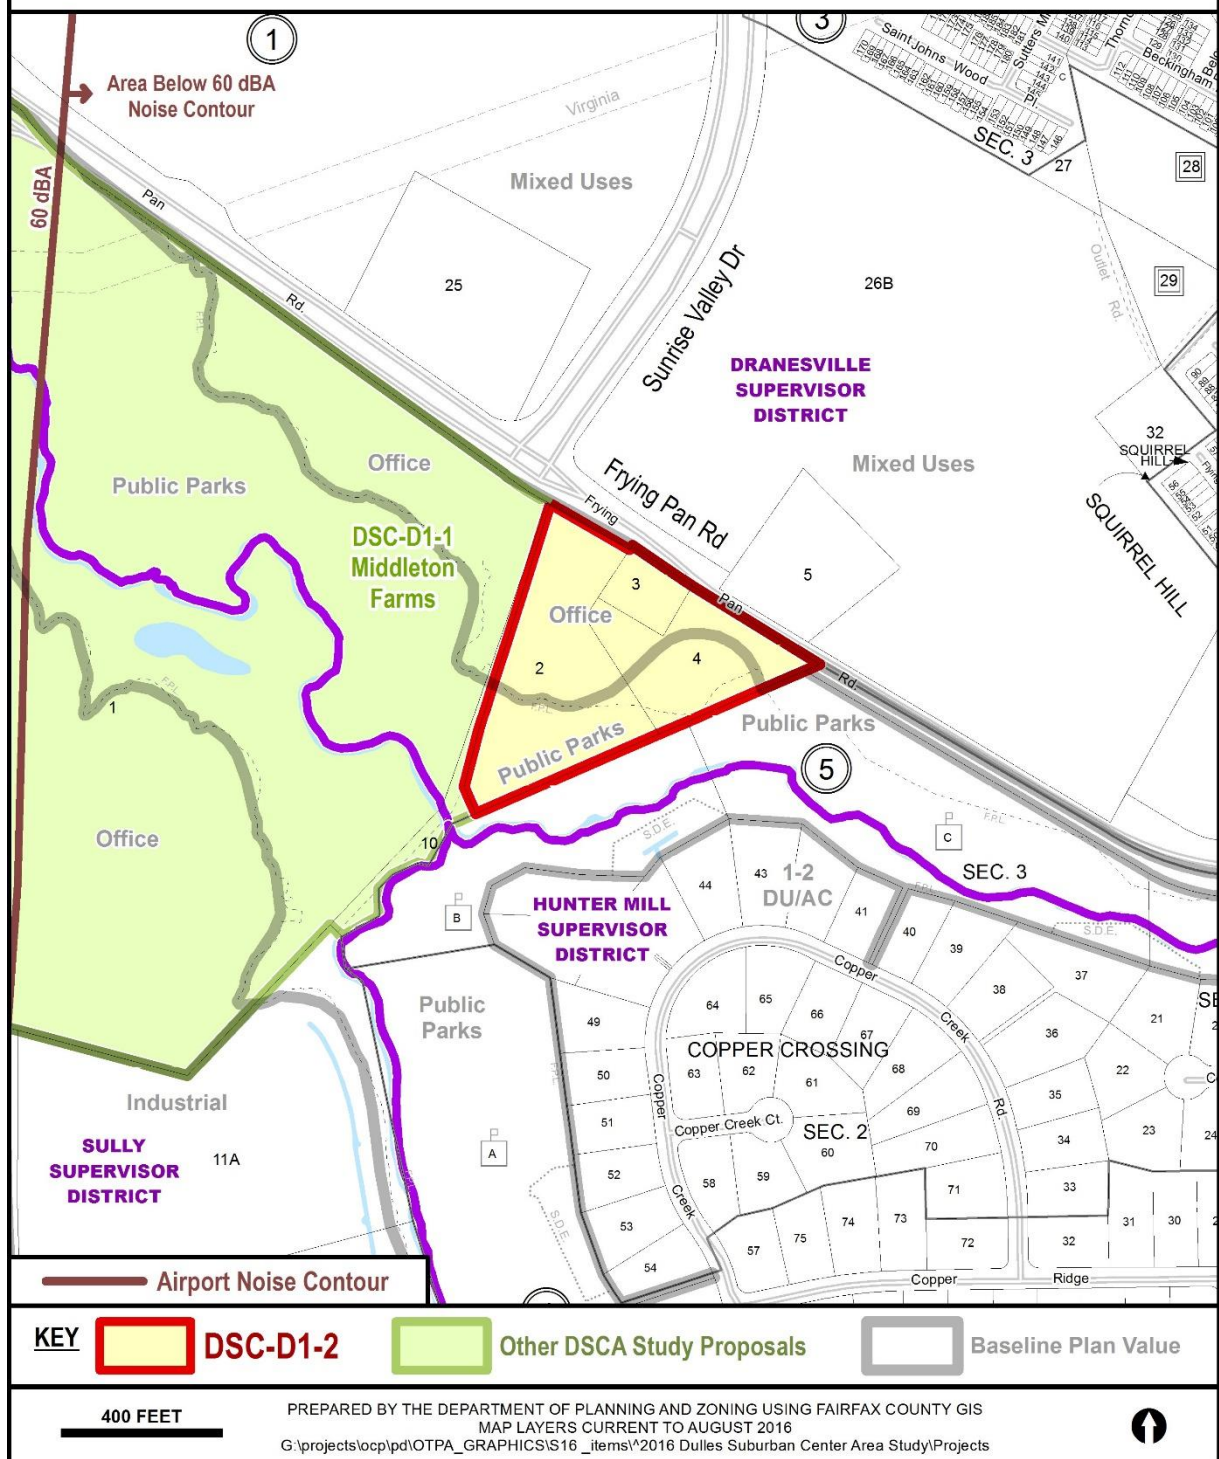 1
3
Area Below 60 dBA
Noise Contour
60 dBA
Virginia
Mixed Uses
Saint Johns Wood
Pl.
Beckingham
SEC. 3
27
28
29
Outlet Rd.
Pan
Rd.
25
Sunrise Valley Dr
26B
DRANESVILLE
SUPERVISOR
DISTRICT
Mixed Uses
32
SQUIRREL
HILL
SQUIRREL HILL
Public Parks
Office
F.P.L.
DSC-D1-1
Middleton
Farms
Frying Pan Rd
Frying
Pan
Rd.
3
5
Office
2
4
F.P.L.
Public Parks
Public Parks
1
F.P.L.
5
Office
10
S.D.E.
F.P.L.
C
SEC. 3
B
HUNTER MILL
SUPERVISOR
DISTRICT
44
43
1-2
DU/AC
41
40
39
38
37
S.D.E.
F.P.L.
Public
Parks
Copper
Creek
Rd
49
64
65
66
67
36
21
COPPER CROSSING
50
63
62
61
68
35
22
51
Copper
Copper Creek Ct.
SEC. 2
60
69
70
34
23
24
Industrial
SULLY
SUPERVISOR
DISTRICT
11A
A
F.P.L.
S.D.E.
52
58
59
Creek
53
54
57
75
74
73
71
72
33
32
31
30
Copper
Ridge
Airport Noise Contour
KEY
DSC-D1-2
Other DSCA Study Proposals
Baseline Plan Value
400 FEET
PREPARED BY THE DEPARTMENT OF PLANNING AND ZONING USING FAIRFAX COUNTY GIS
MAP LAYERS CURRENT TO AUGUST 2016
G:\projects\ocp\pd\OTPA_GRAPHICS\S16 _items\^2016 Dulles Suburban Center Area Study\Projects